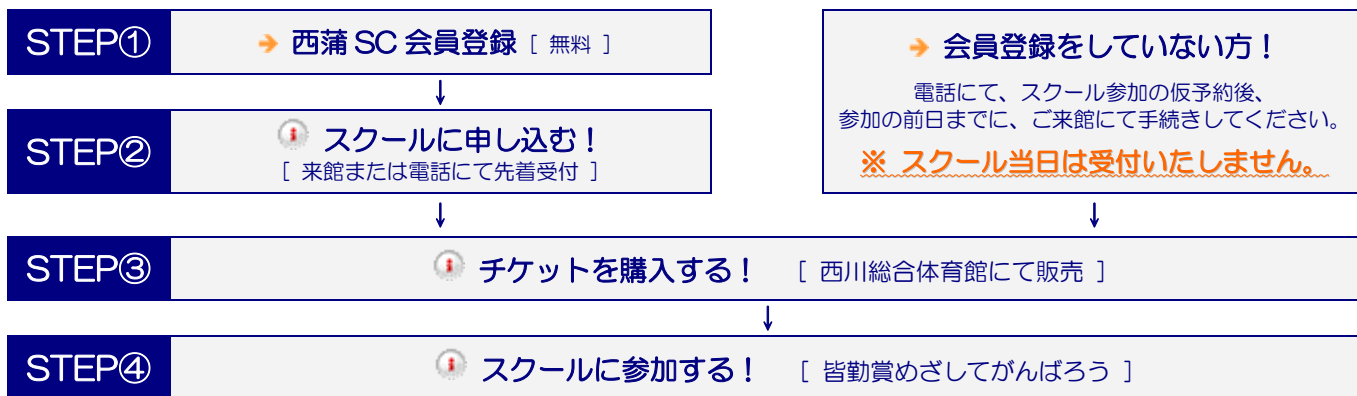 STEP①
西蒲 SC 会員登録 [ 無料 ]
STEP②
スクールに申し込む！
[ 来館または電話にて先着受付 ]
会員登録をしていない方！
電話にて、スクール参加の仮予約後、
参加の前日までに、ご来館にて手続きしてください。
※ スクール当日は受付いたしません。
STEP③
チケットを購入する！ [ 西川総合体育館にて販売 ]
STEP④
スクールに参加する！ [ 皆勤賞めざしてがんばろう ]